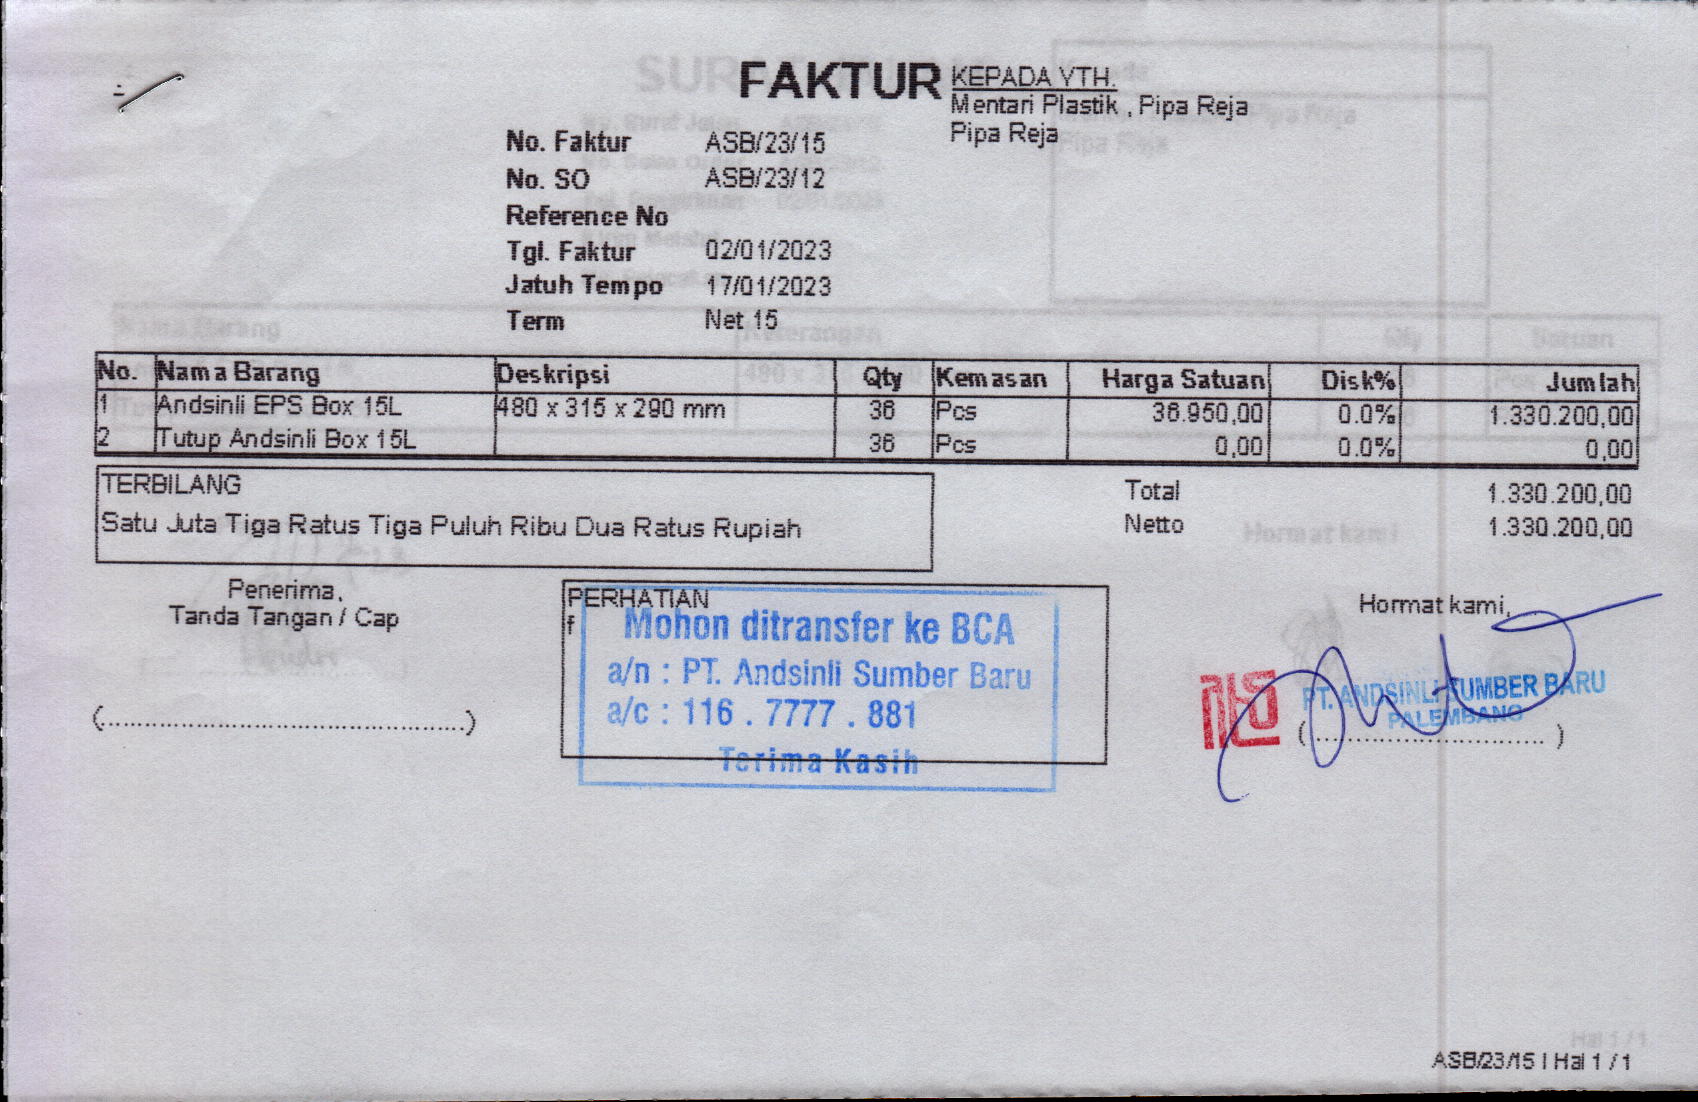 FAKTUR
KEPADA YTH.
Mentari Plastik , Pipa Reja
Pipa Reja
No. Faktur ASB/23/15
No. SO ASB/23/12
Reference No
Tgl. Faktur 02/01/2023
Jatuh Tempo 17/01/2023
Term Net 15
No. Nama Barang Deskripsi Qty Kemasan Harga Satuan Disk% Jumlah
1 Andsinli EPS Box 15L 480 x 315 x 290 mm 36 Pcs 36.950,00 0.0% 1.330.200,00
2 Tutup Andsinli Box 15L 36 Pcs 0,00 0.0% 0,00
TERBILANG
Satu Juta Tiga Ratus Tiga Puluh Ribu Dua Ratus Rupiah
Total 1.330.200,00
Netto 1.330.200,00
Penerima,
Tanda Tangan / Cap
(...............................................)
PERHATIAN
f
Mohon ditransfer ke BCA
a/n : PT. Andsinli Sumber Baru
a/c : 116 . 7777 . 881
Terima Kasih
Hormat kami,
PT. ANDSINLI SUMBER BARU
PALEMBANG
(..............................)
ASB/23/15 | Hal 1 / 1